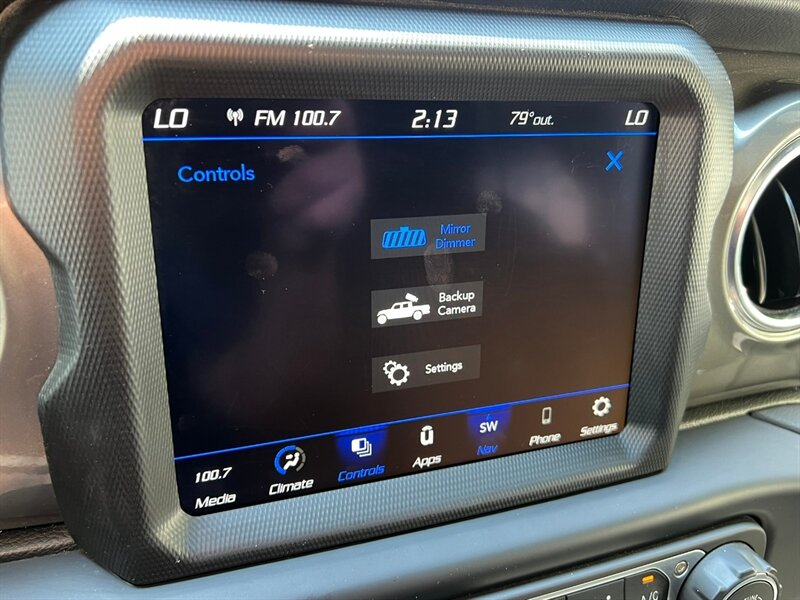 LO FM 100.7 2:13 79°out. LO
Controls X
Mirror
Dimmer
Backup
Camera
Settings
100.7 SW
Media Climate Controls Apps Nav Phone Settings
A/C